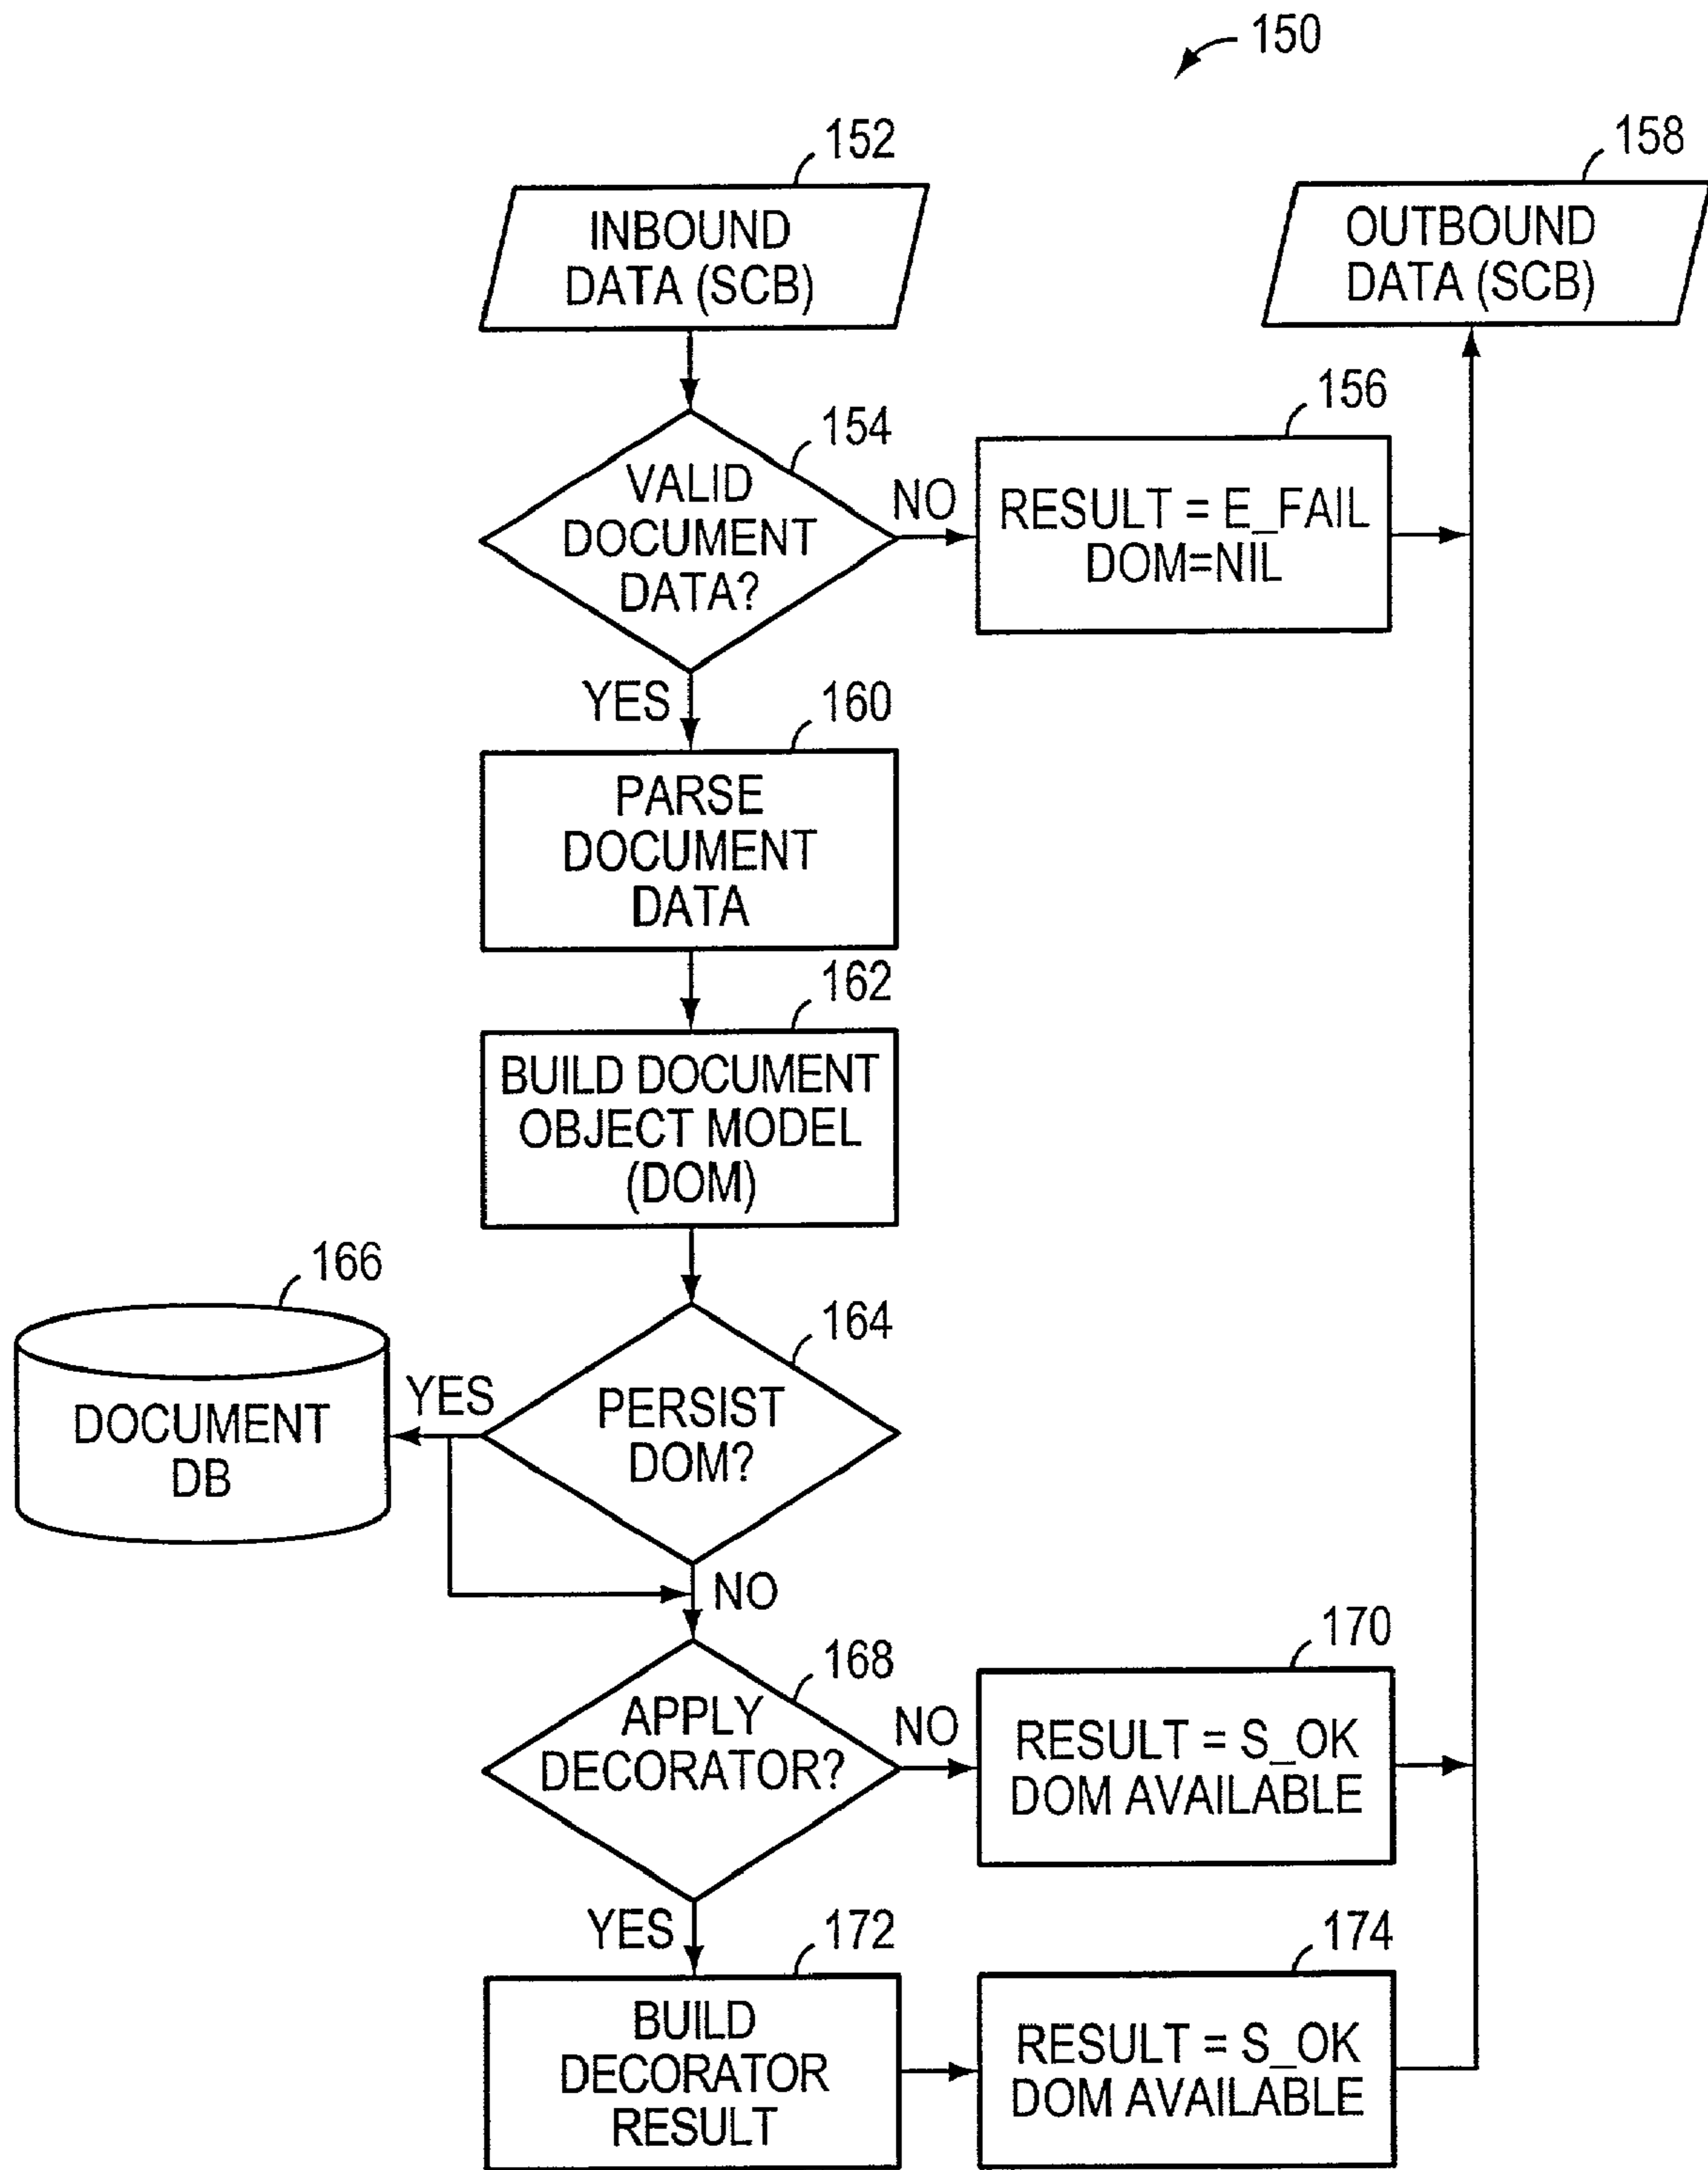 150
152
INBOUND
DATA (SCB)
158
OUTBOUND
DATA (SCB)
154
VALID
DOCUMENT
DATA?
NO
156
RESULT = E_FAIL
DOM=NIL
YES
160
PARSE
DOCUMENT
DATA
162
BUILD DOCUMENT
OBJECT MODEL
(DOM)
166
DOCUMENT
DB
YES
164
PERSIST
DOM?
NO
168
APPLY
DECORATOR?
NO
170
RESULT = S_OK
DOM AVAILABLE
YES
172
BUILD
DECORATOR
RESULT
174
RESULT = S_OK
DOM AVAILABLE